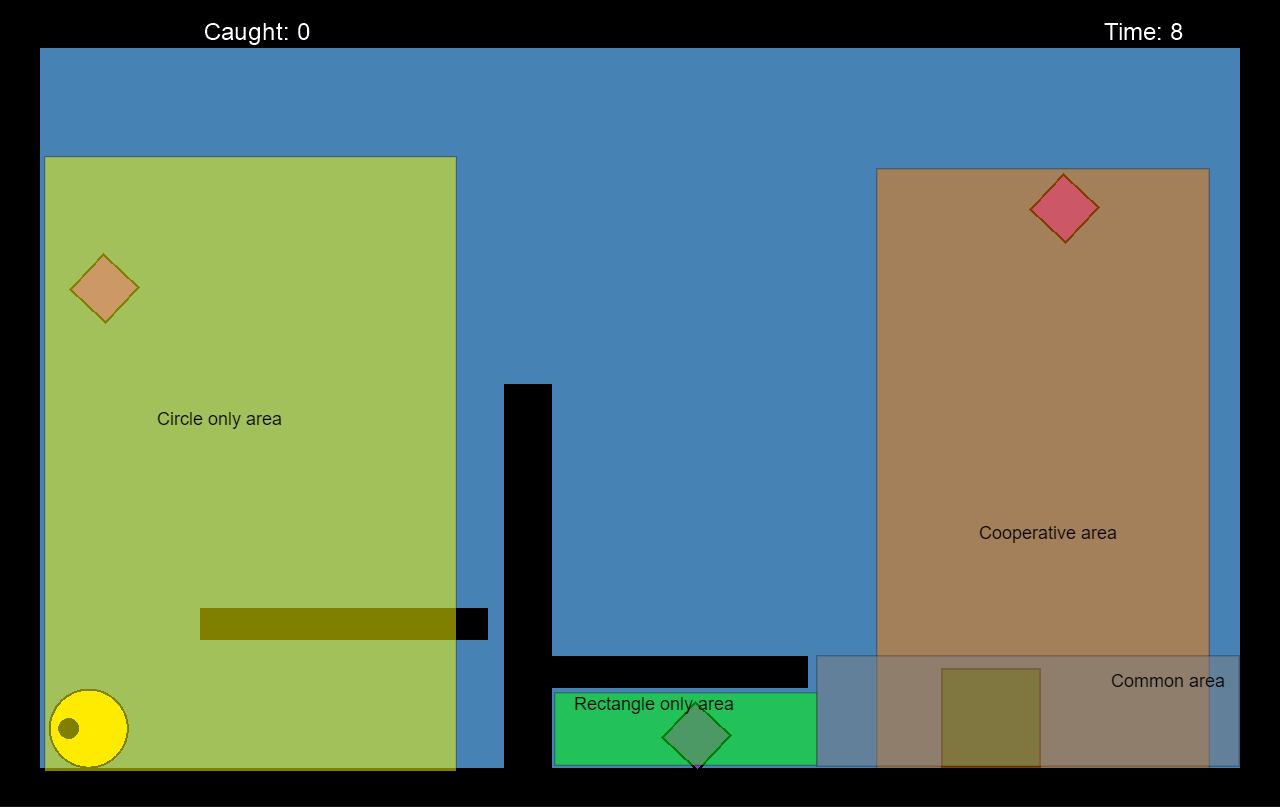 Caught: 0
Time: 8
Circle only area
Cooperative area
Common area
Rectangle only area